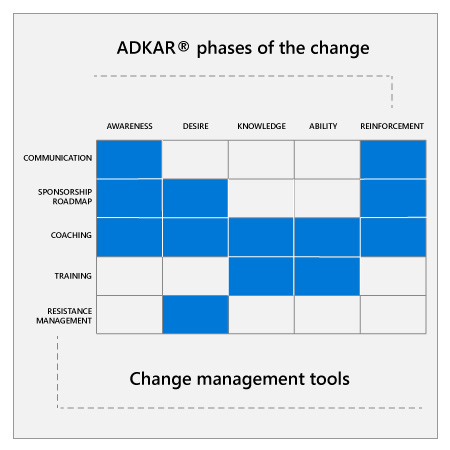 ADKAR® phases of the change
AWARENESS DESIRE KNOWLEDGE ABILITY REINFORCEMENT
COMMUNICATION
SPONSORSHIP
ROADMAP
COACHING
TRAINING
RESISTANCE
MANAGEMENT
Change management tools